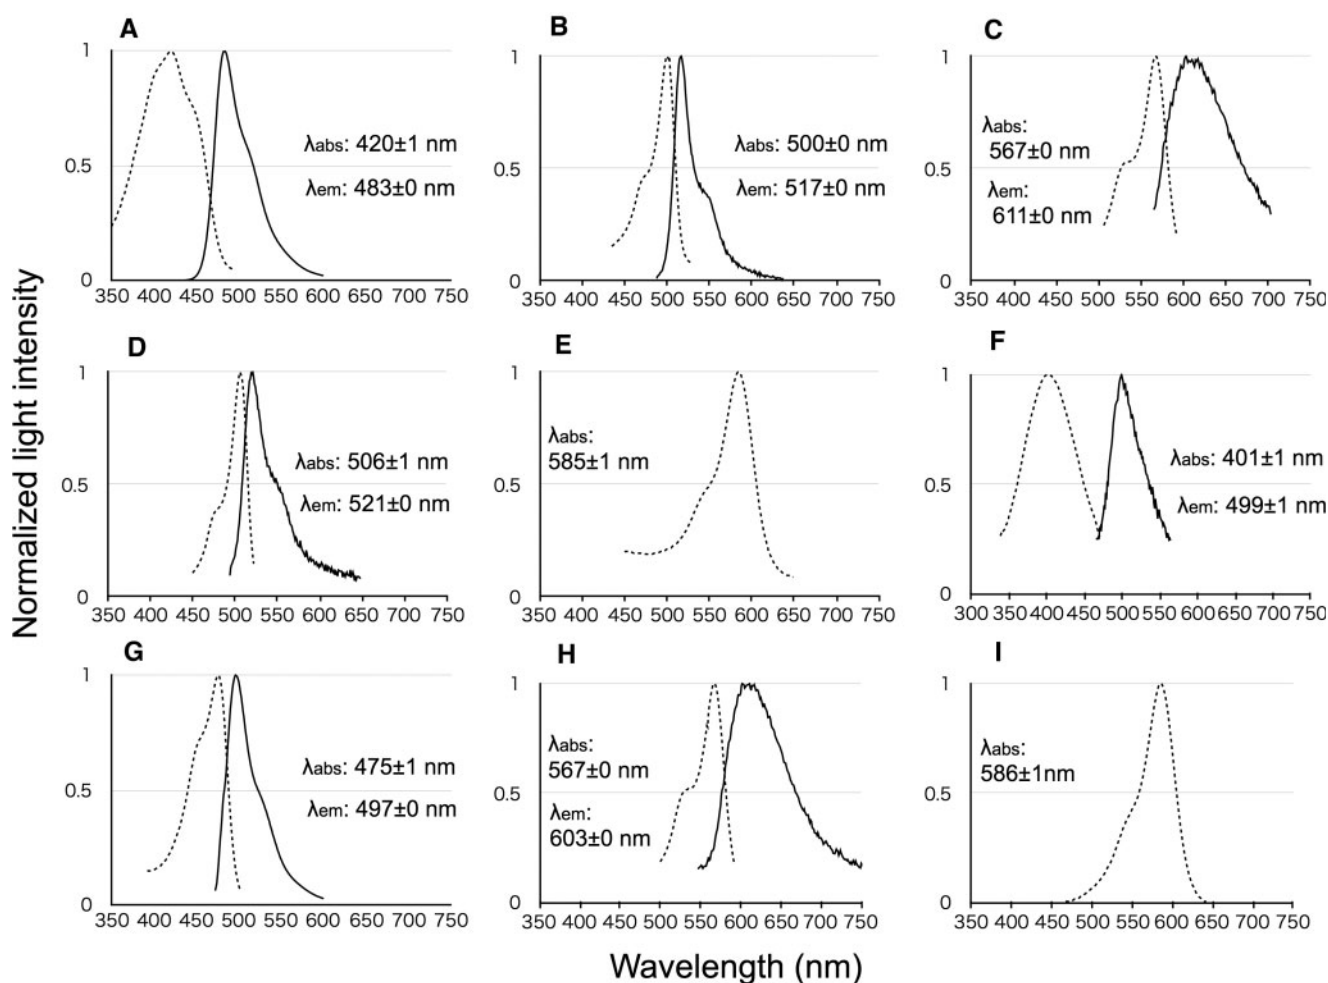 Normalized light intensity
A
1
0.5
0
λabs: 420±1 nm
λem: 483±0 nm
350 400 450 500 550 600 650 700 750
B
1
0.5
0
λabs: 500±0 nm
λem: 517±0 nm
350 400 450 500 550 600 650 700 750
C
1
0.5
0
λabs:
567±0 nm
λem:
611±0 nm
350 400 450 500 550 600 650 700 750
D
1
0.5
0
λabs: 506±1 nm
λem: 521±0 nm
350 400 450 500 550 600 650 700 750
E
1
0.5
0
λabs:
585±1 nm
350 400 450 500 550 600 650 700 750
F
1
0.5
0
λabs: 401±1 nm
λem: 499±1 nm
300 350 400 450 500 550 600 650 700 750
G
1
0.5
0
λabs: 475±1 nm
λem: 497±0 nm
350 400 450 500 550 600 650 700 750
H
1
0.5
0
λabs:
567±0 nm
λem:
603±0 nm
350 400 450 500 550 600 650 700 750
I
1
0.5
0
λabs:
586±1nm
350 400 450 500 550 600 650 700 750
Wavelength (nm)